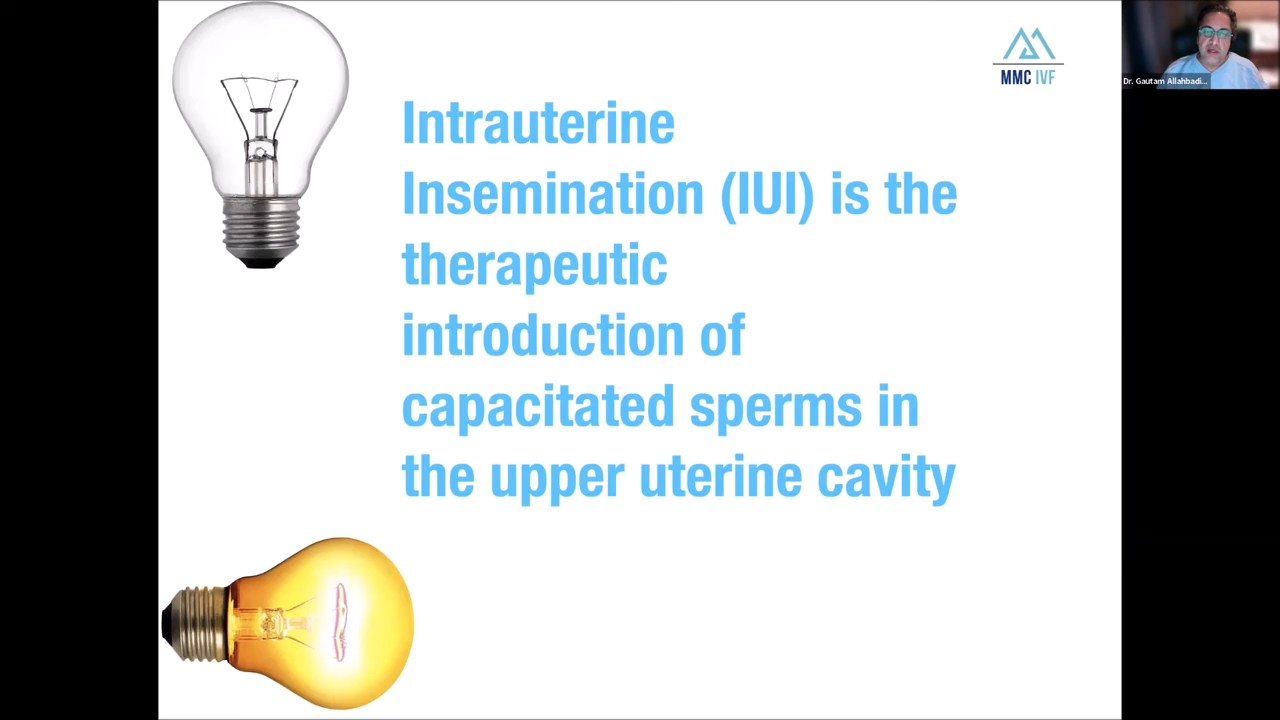 MMC IVF
Dr. Gautam Allahbadi...
Intrauterine
Insemination (IUI) is the
therapeutic
introduction of
capacitated sperms in
the upper uterine cavity